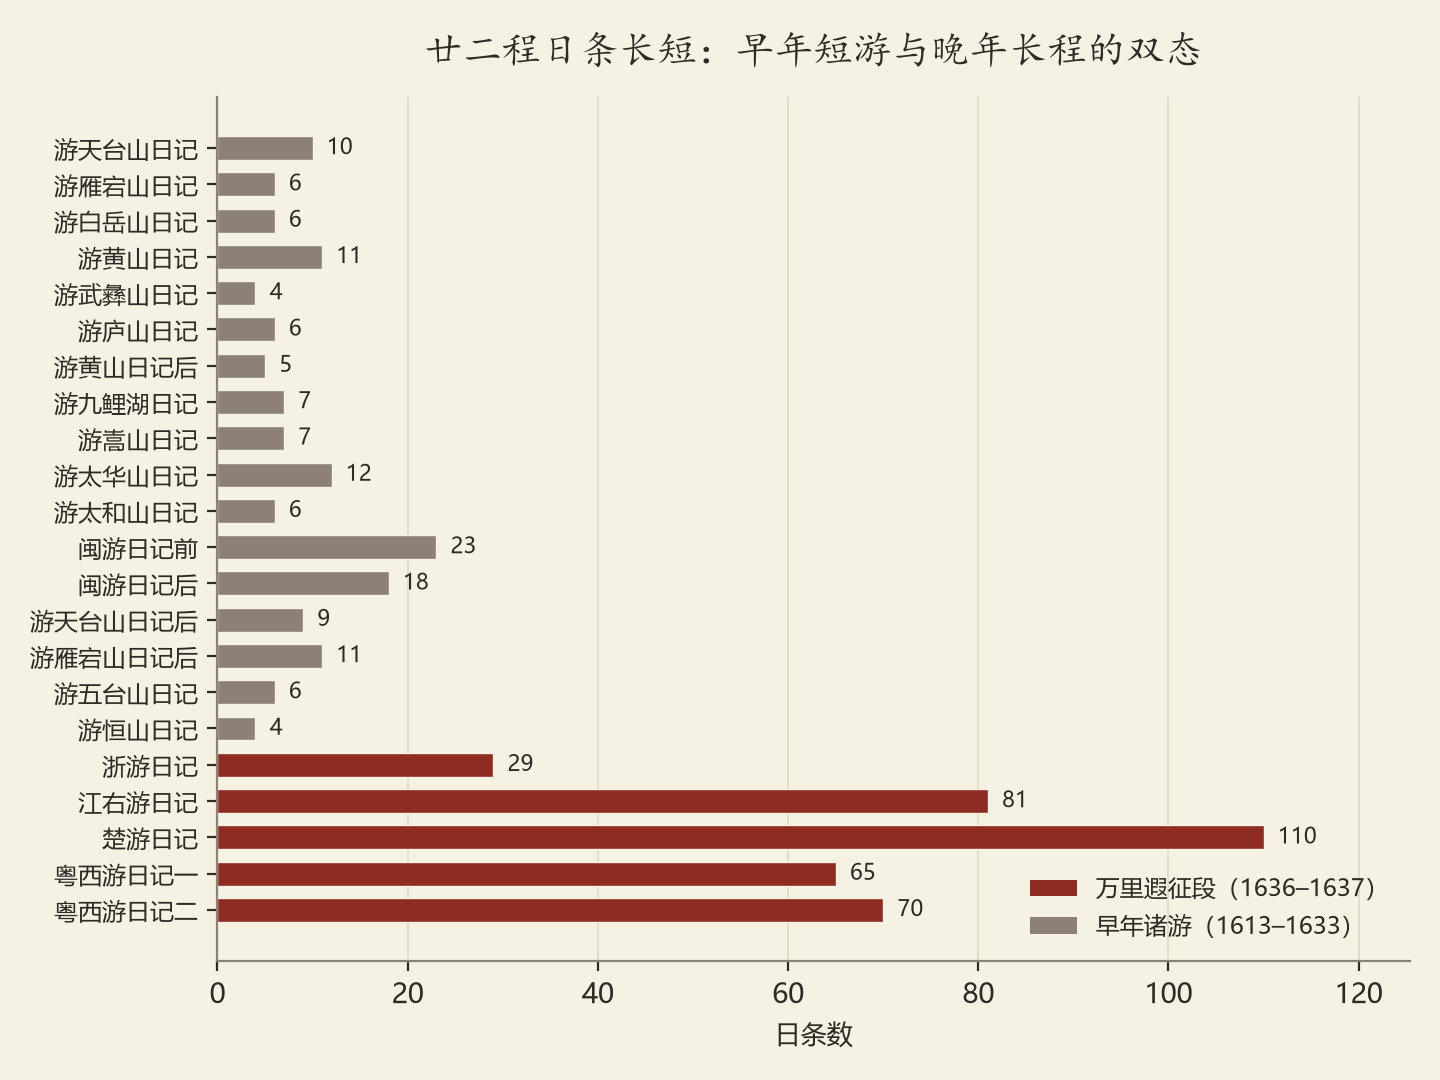 廿二程日条长短：早年短游与晚年长程的双态
游天台山日记 10
游雁宕山日记 6
游白岳山日记 6
游黄山日记 11
游武彝山日记 4
游庐山日记 6
游黄山日记后 5
游九鲤湖日记 7
游嵩山日记 7
游太华山日记 12
游太和山日记 6
闽游日记前 23
闽游日记后 18
游天台山日记后 9
游雁宕山日记后 11
游五台山日记 6
游恒山日记 4
浙游日记 29
江右游日记 81
楚游日记 110
粤西游日记一 65
粤西游日记二 70
万里遐征段（1636–1637）
早年诸游（1613–1633）
0 20 40 60 80 100 120
日条数